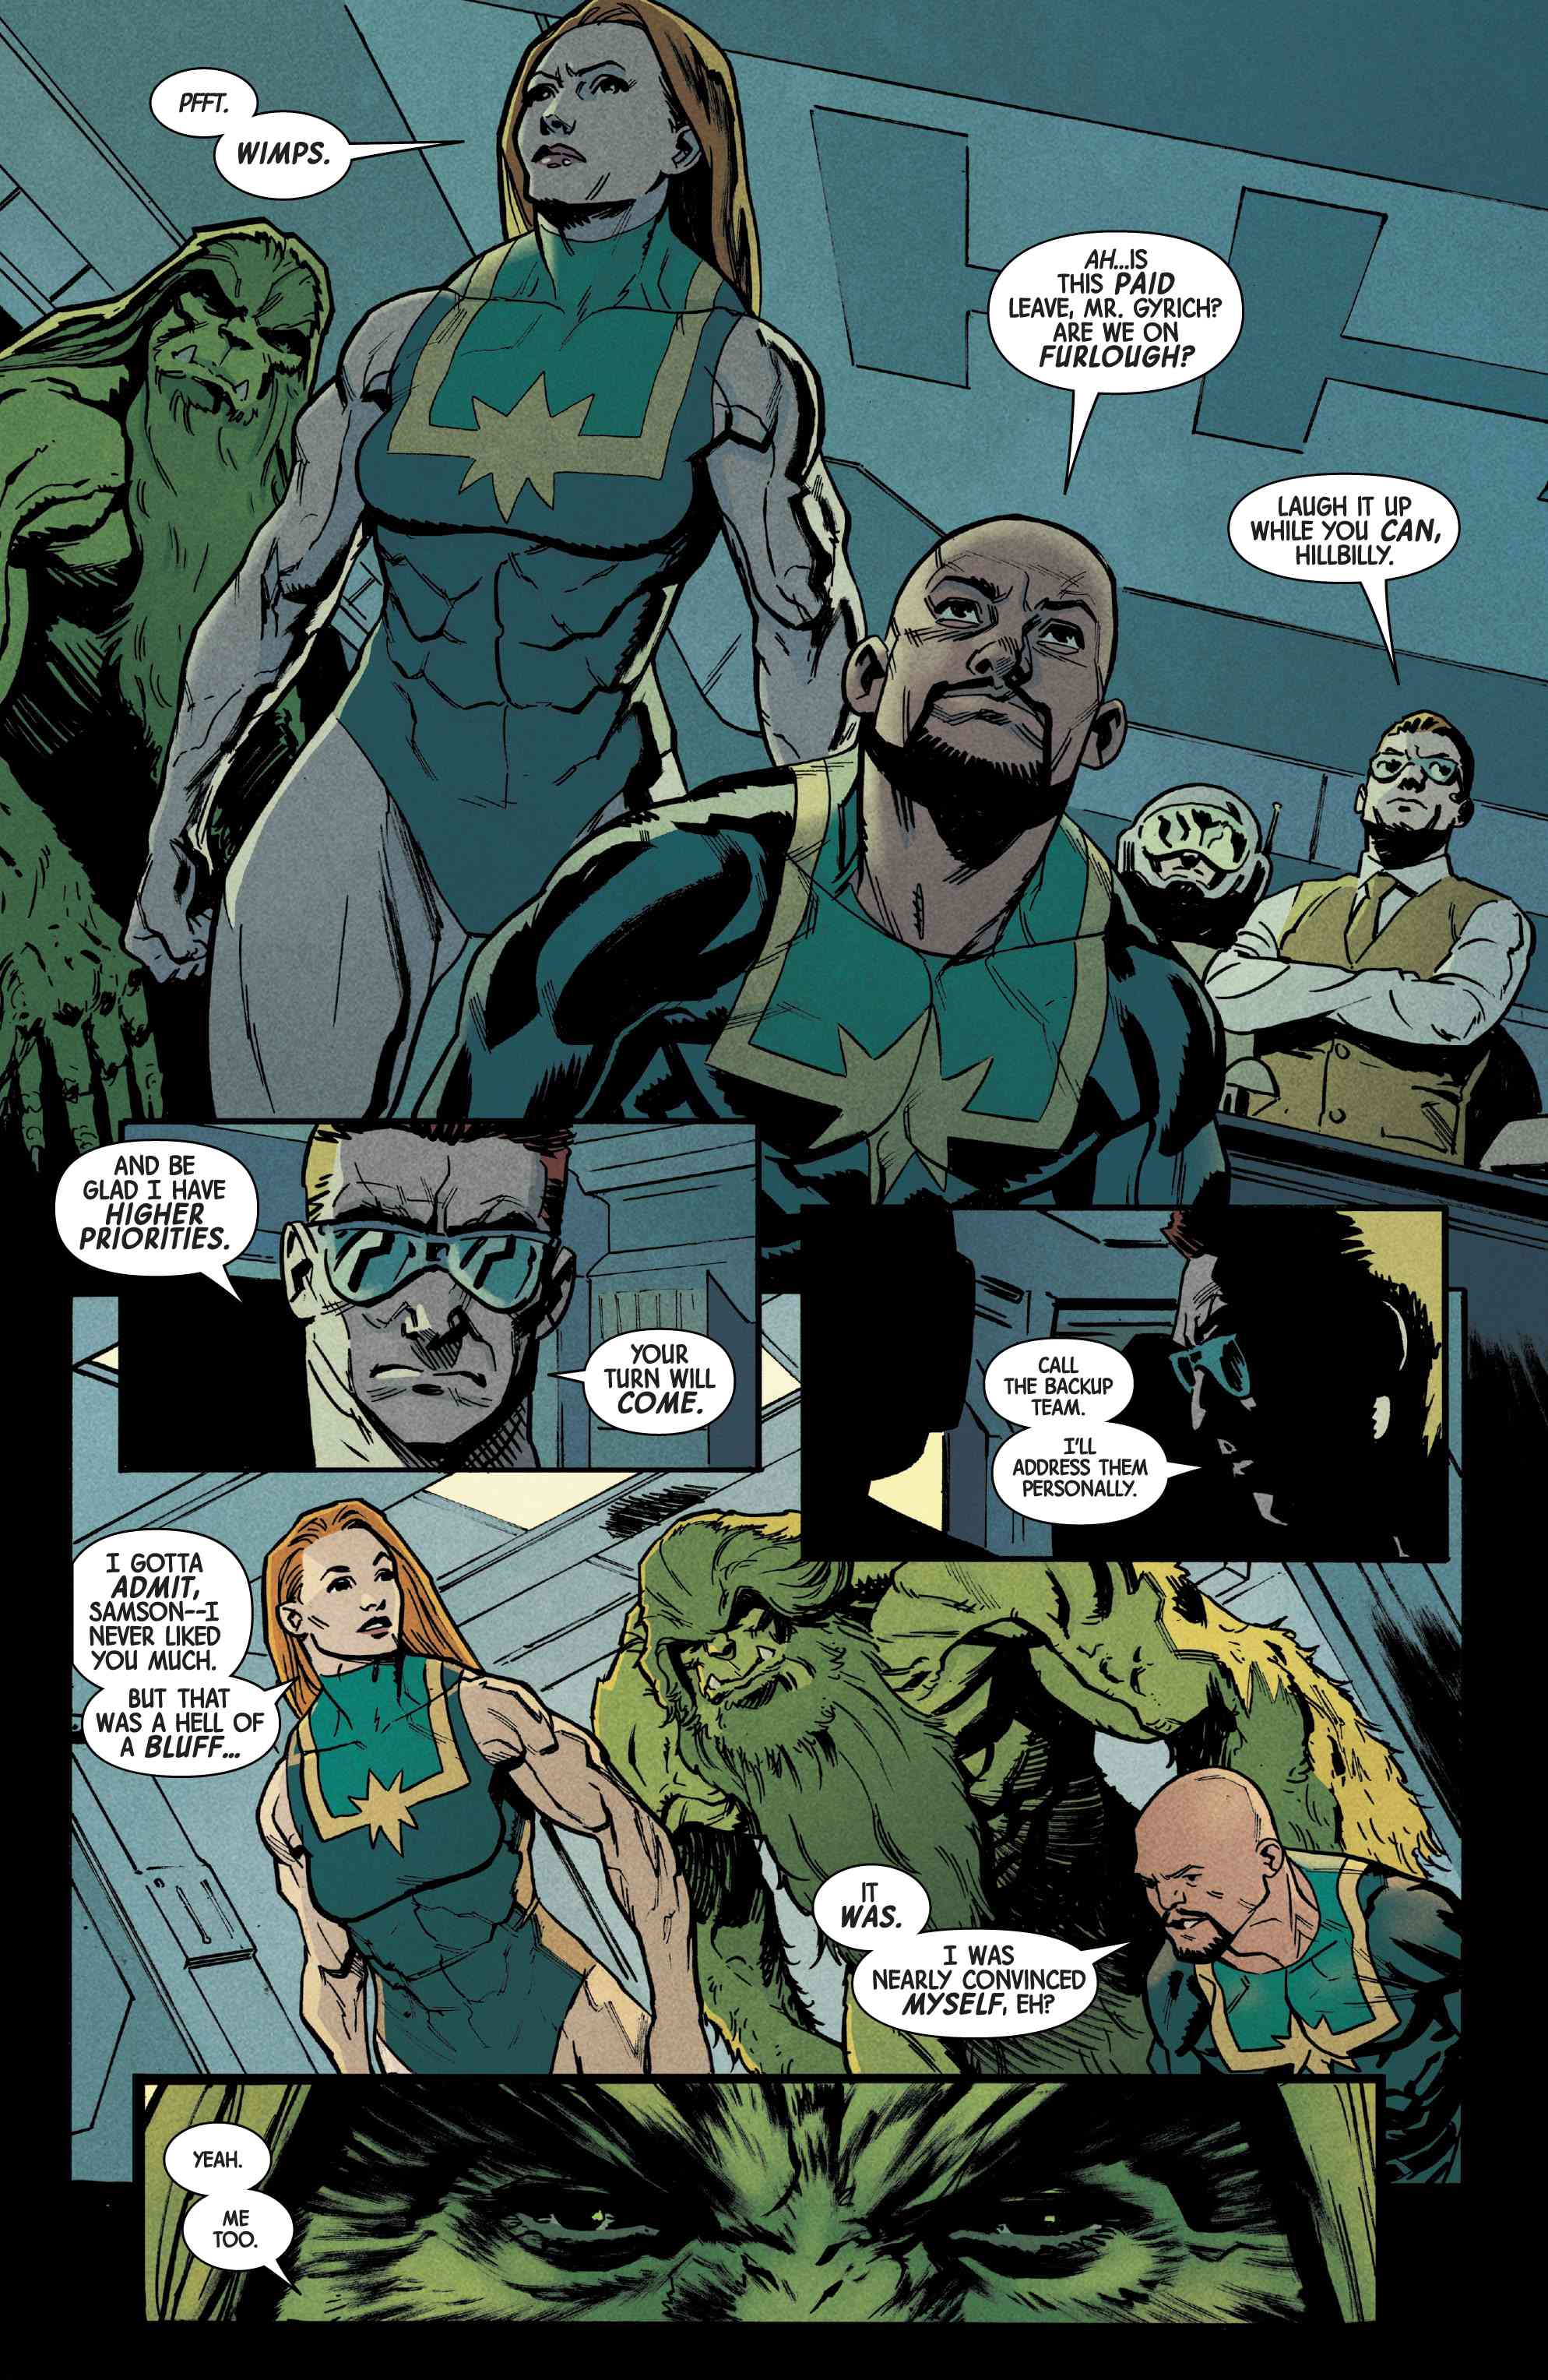 PFFT.
WIMPS.
AH...IS
THIS PAID
LEAVE, MR. GYRICH?
ARE WE ON
FURLOUGH?
LAUGH IT UP
WHILE YOU CAN,
HILLBILLY.
AND BE
GLAD I HAVE
HIGHER
PRIORITIES.
YOUR
TURN WILL
COME.
CALL
THE BACKUP
TEAM.
I'LL
ADDRESS THEM
PERSONALLY.
I GOTTA
ADMIT,
SAMSON--I
NEVER LIKED
YOU MUCH.
BUT THAT
WAS A HELL OF
A BLUFF...
IT
WAS.
I WAS
NEARLY CONVINCED
MYSELF, EH?
YEAH.
ME
TOO.